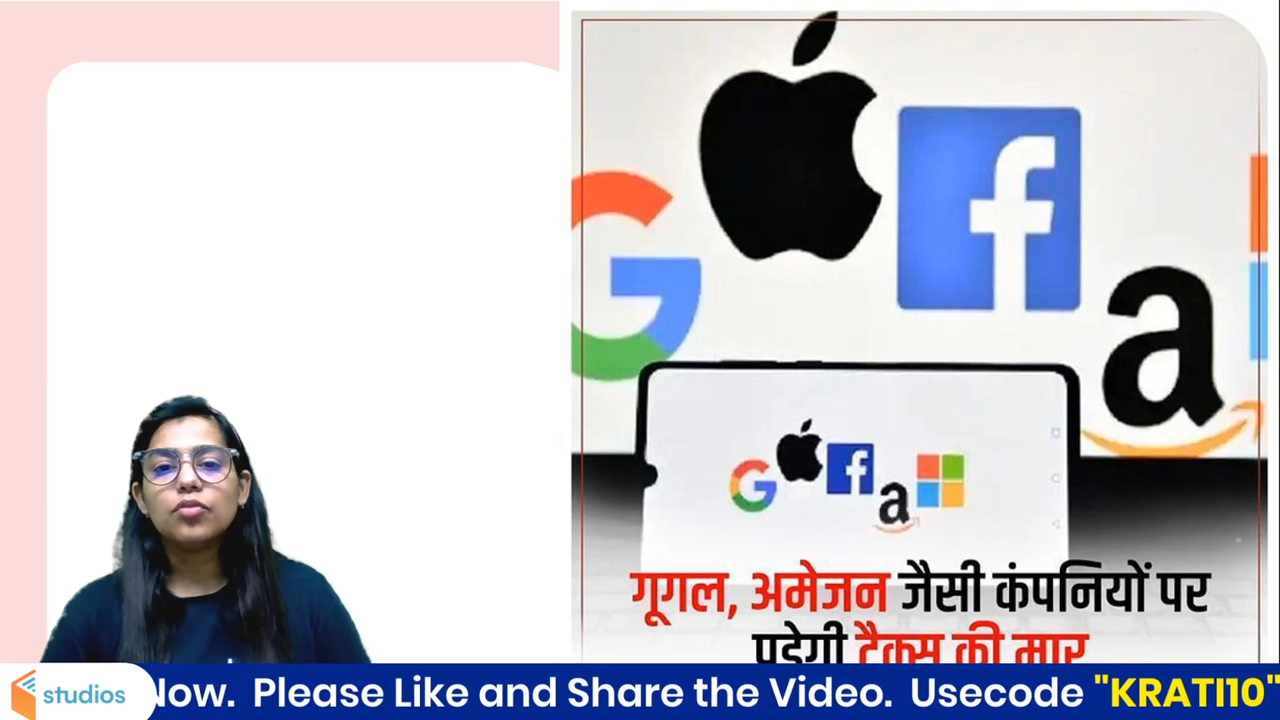 गूगल, अमेजन जैसी कंपनियों पर
पड़ेगी टैक्स की मार
studios
Now. Please Like and Share the Video. Usecode "KRATI10"